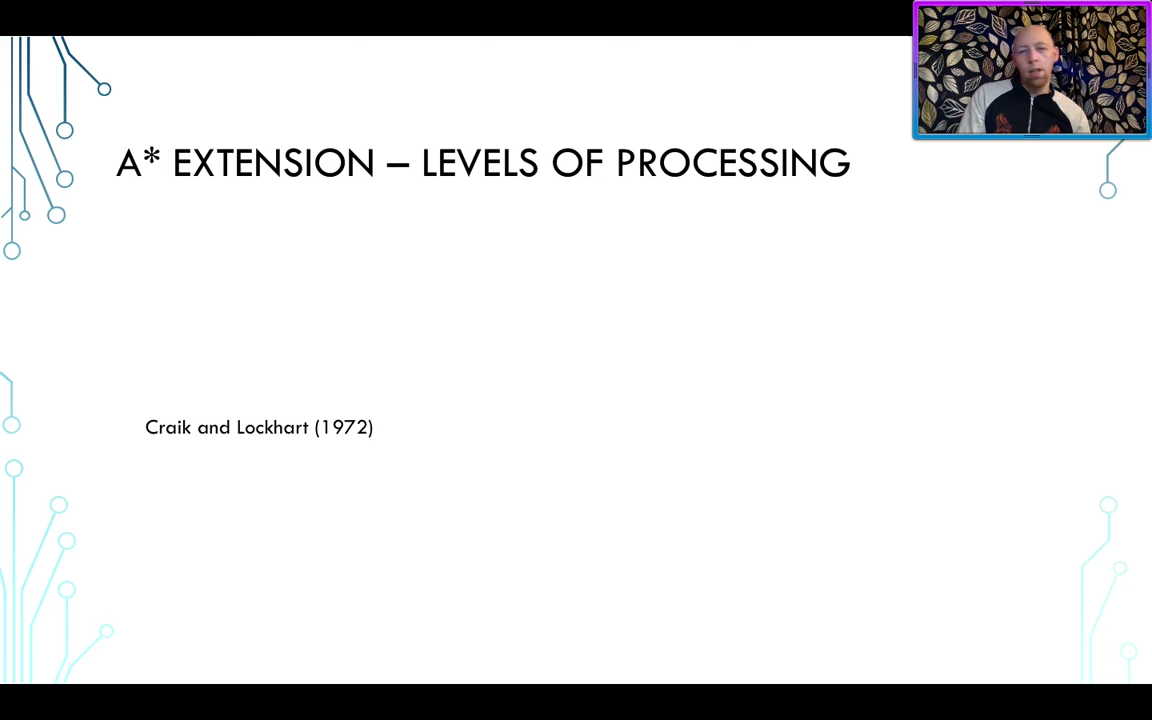 A* EXTENSION – LEVELS OF PROCESSING
Craik and Lockhart (1972)